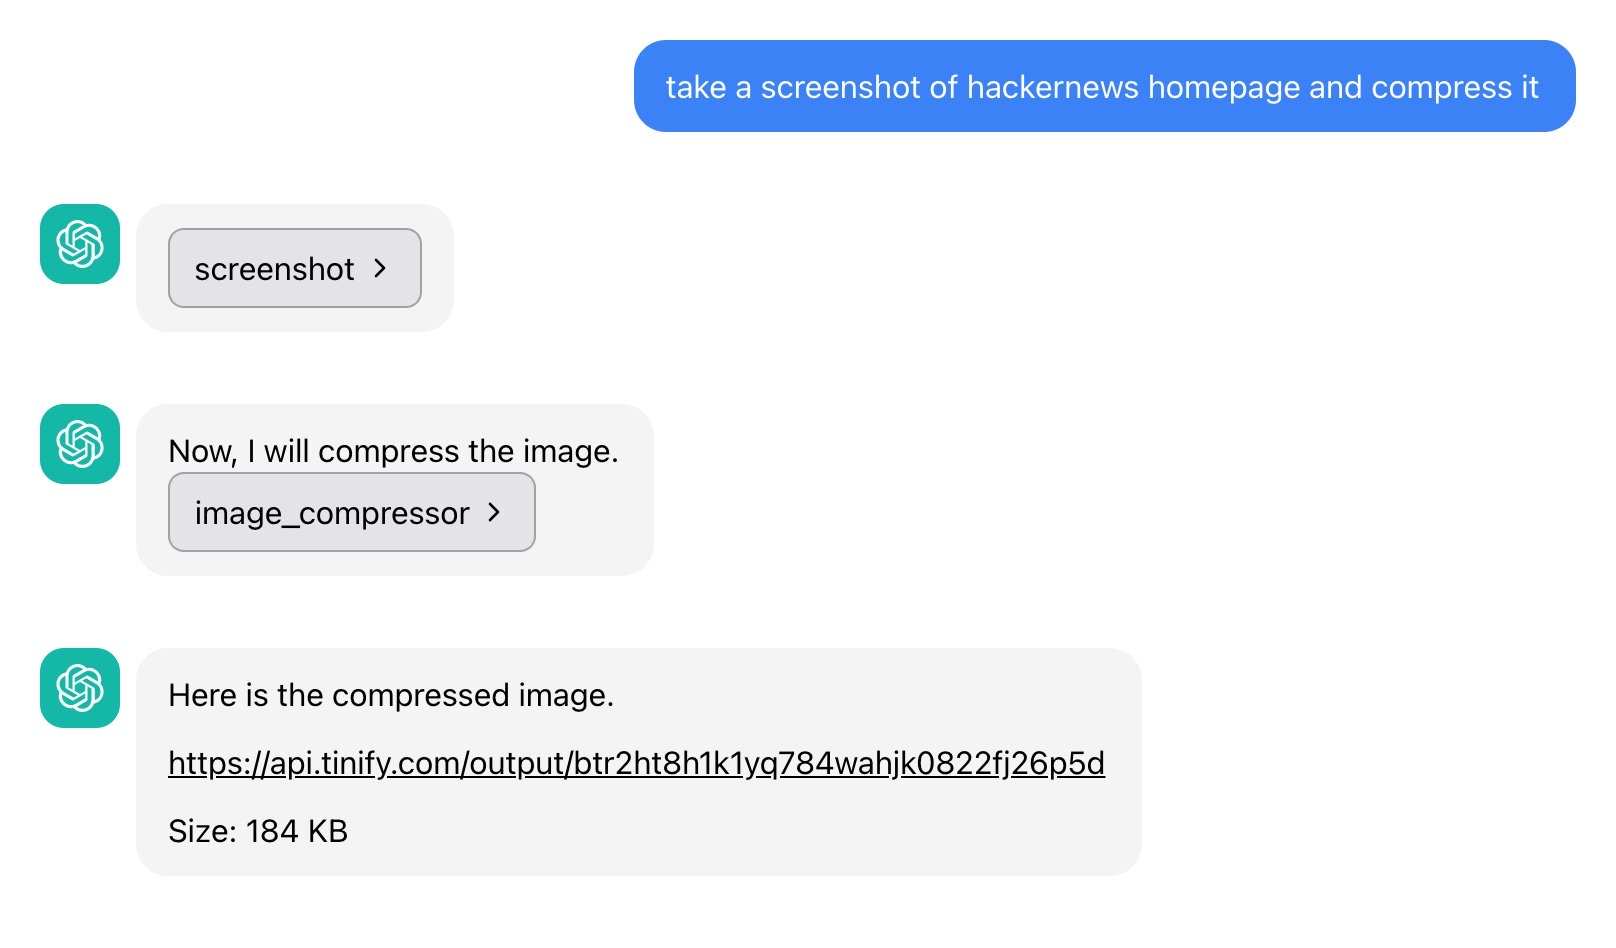 take a screenshot of hackernews homepage and compress it
screenshot
Now, I will compress the image.
image_compressor
Here is the compressed image.
https://api.tinify.com/output/btr2ht8h1k1yq784wahjk0822fj26p5d
Size: 184 KB